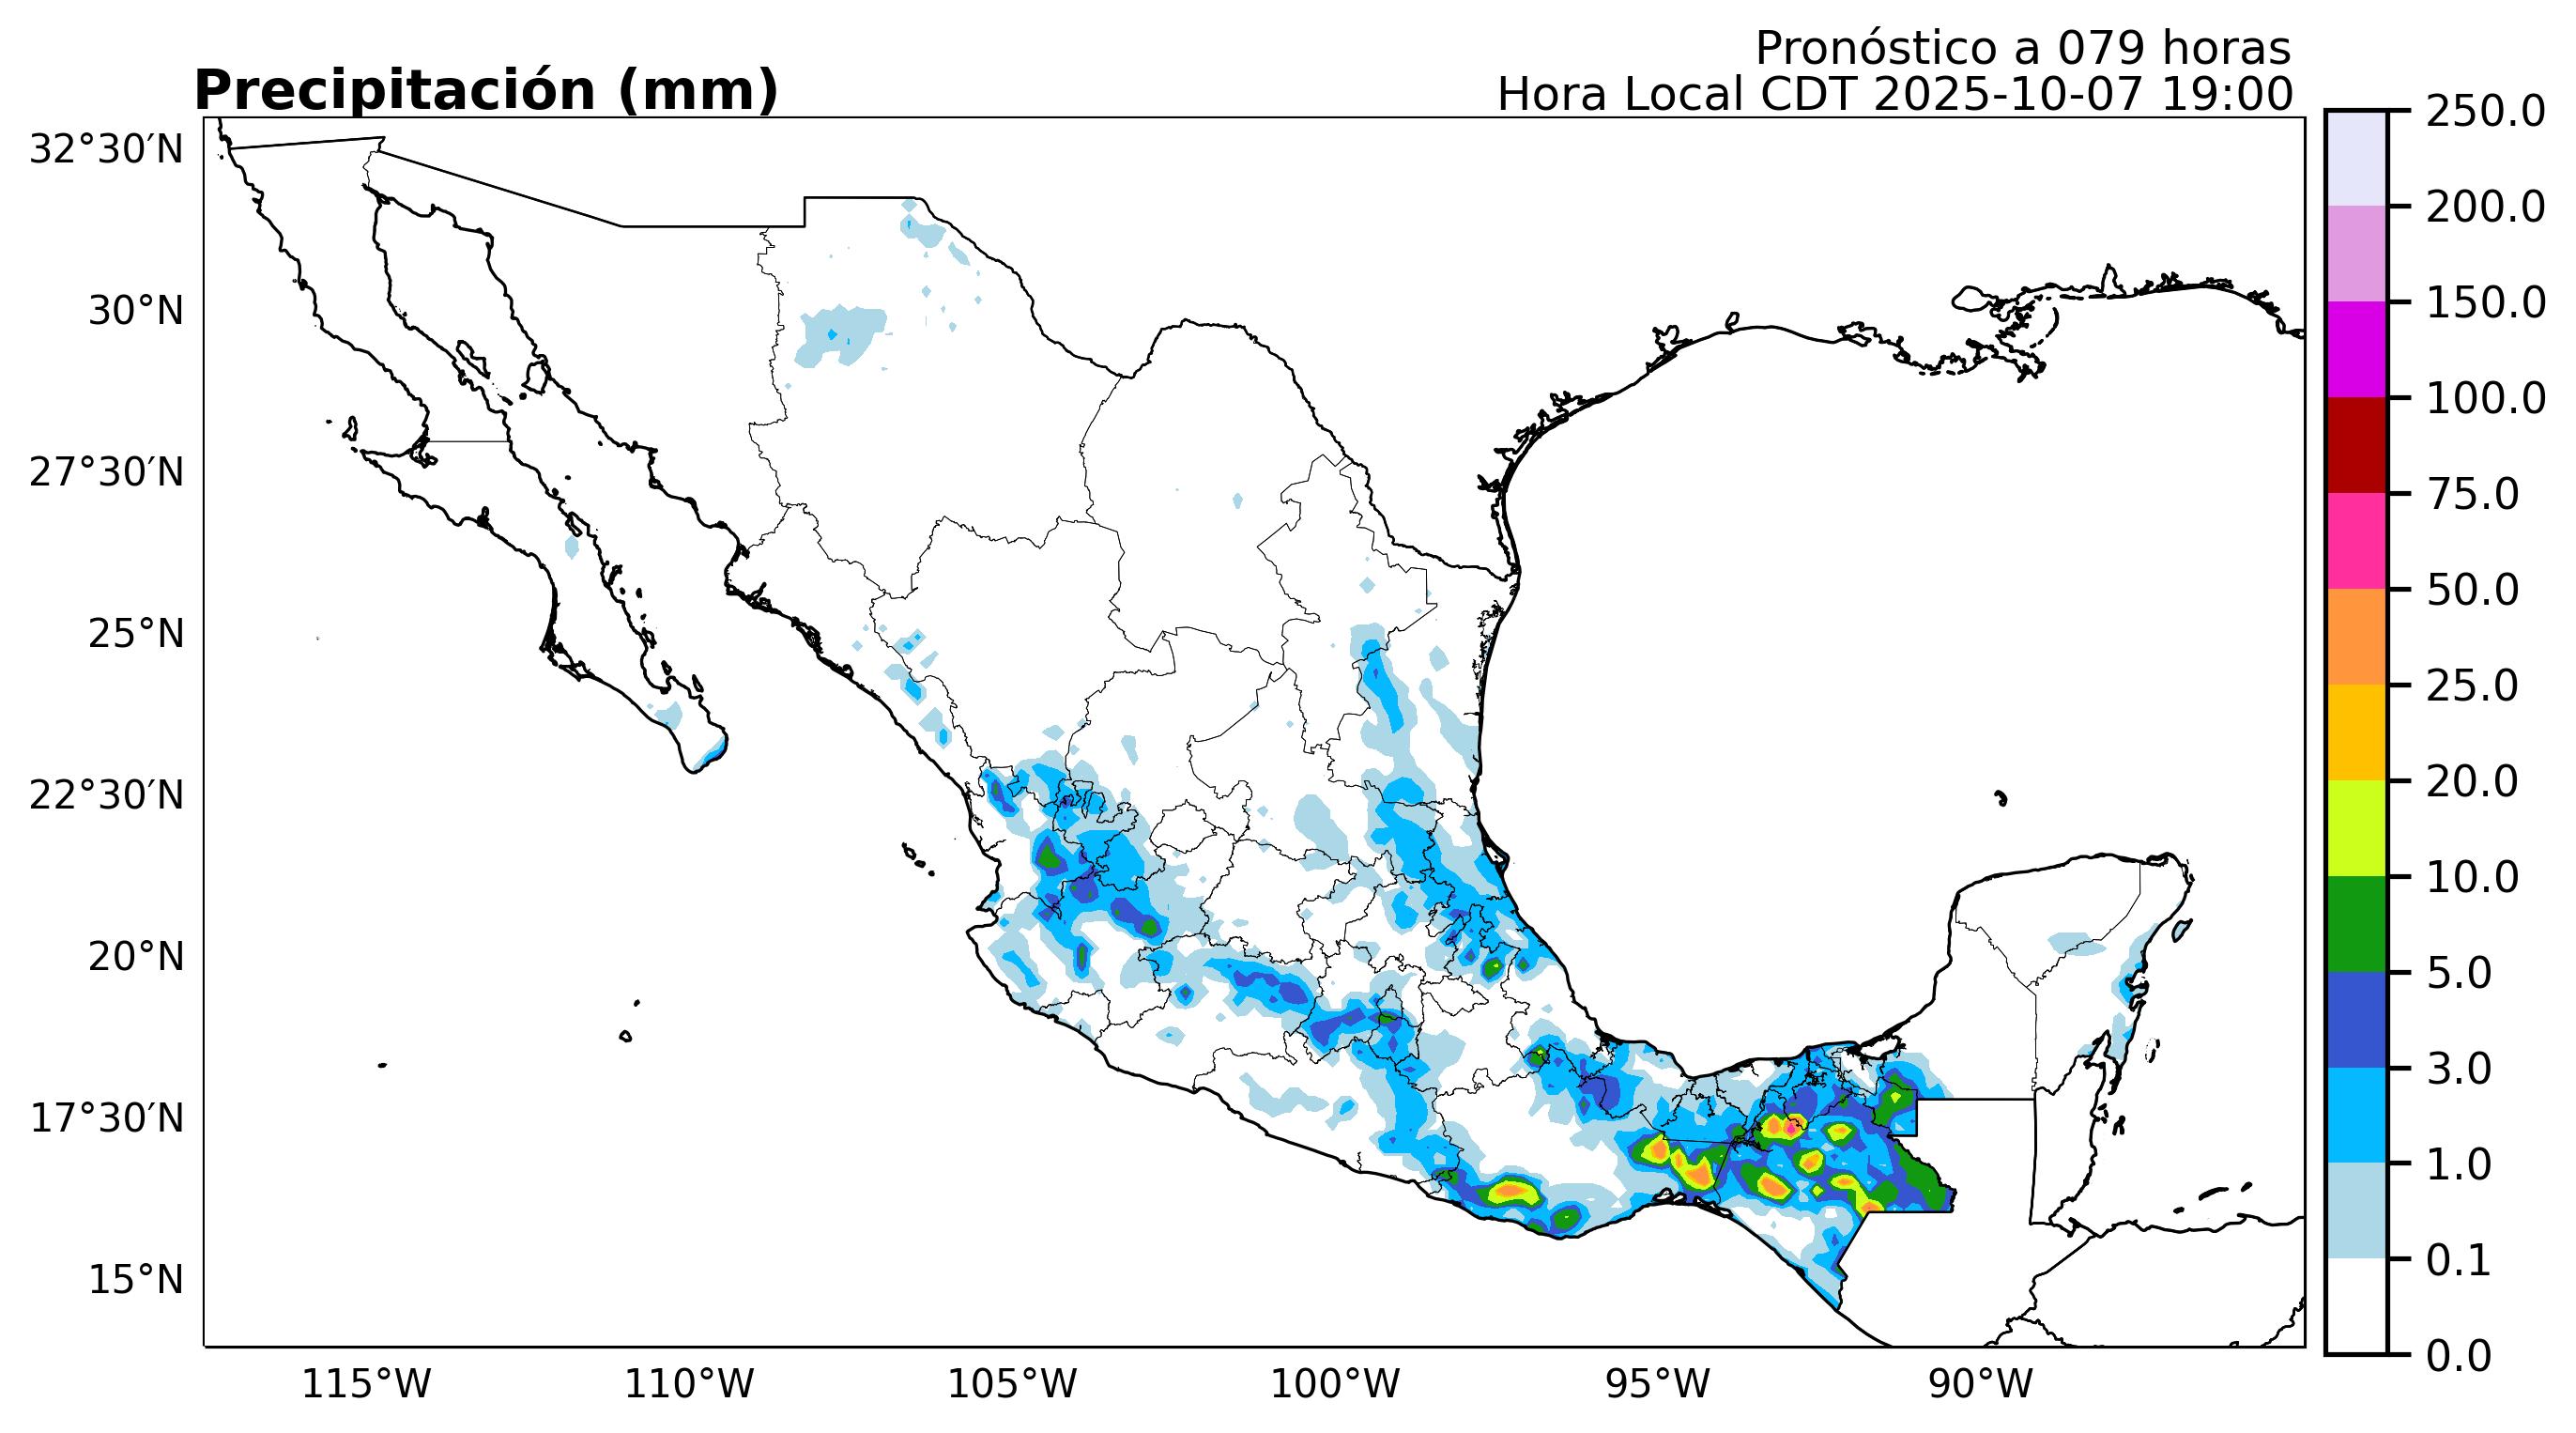 Pronóstico a 079 horas
Precipitación (mm)
Hora Local CDT 2025-10-07 19:00
32°30′N
30°N
27°30′N
25°N
22°30′N
20°N
17°30′N
15°N
115°W
110°W
105°W
100°W
95°W
90°W
250.0
200.0
150.0
100.0
75.0
50.0
25.0
20.0
10.0
5.0
3.0
1.0
0.1
0.0